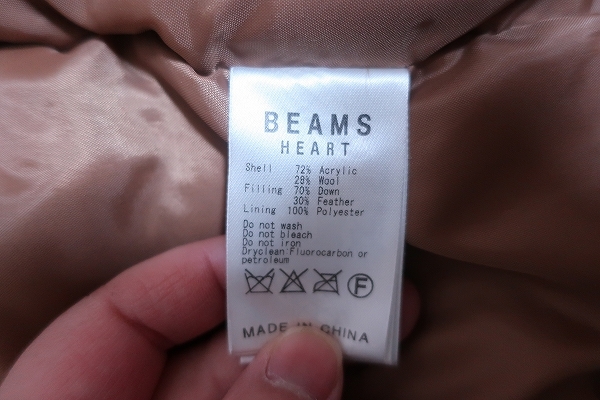 BEAMS
HEART
Shell 72% Acrylic
28% Wool
Filling 70% Down
30% Feather
Lining 100% Polyester
Do not wash
Do not bleach
Do not iron
Dryclean Fluorocarbon or
petroleum
F
MADE IN CHINA